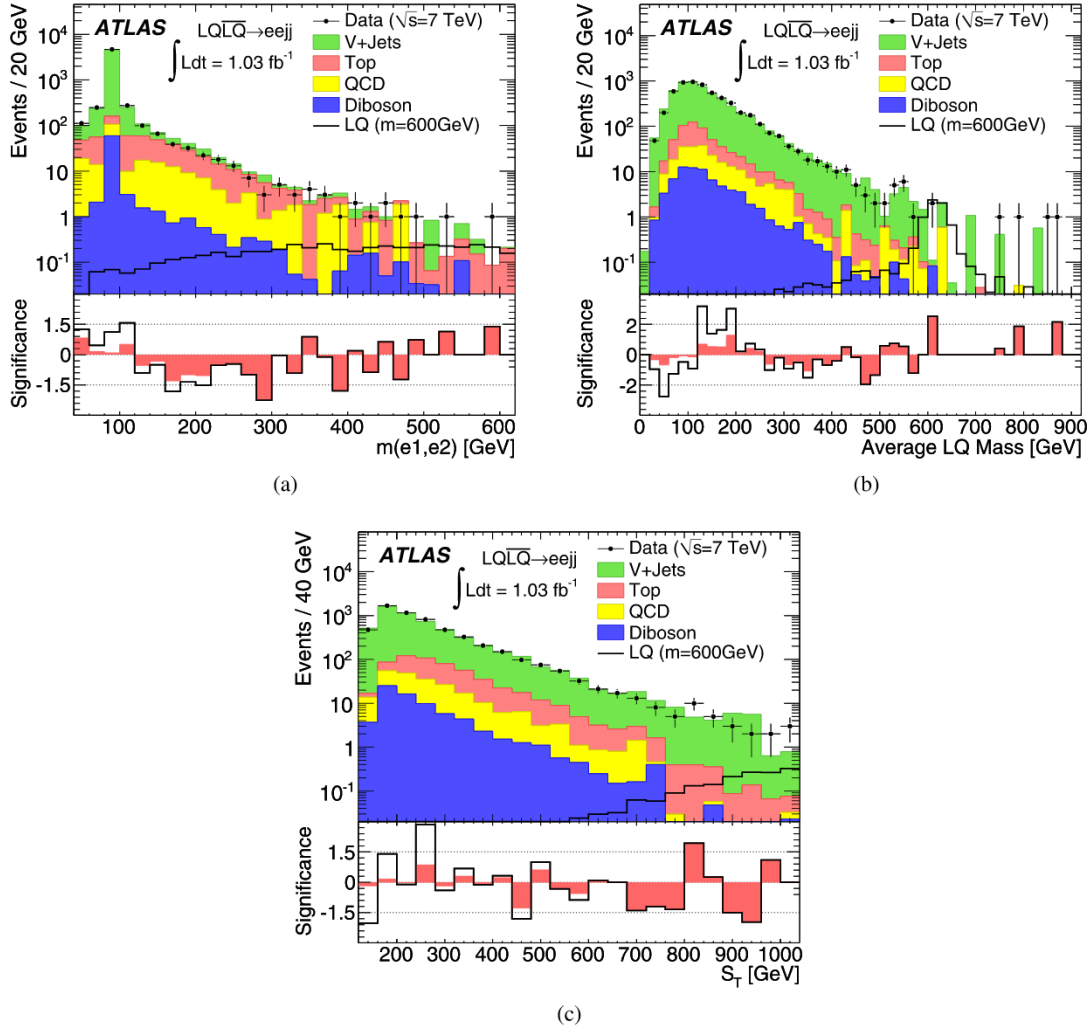 ATLAS
LQL̅Q̅→eejj
∫ Ldt = 1.03 fb⁻¹
Data (√s=7 TeV)
V+Jets
Top
QCD
Diboson
LQ (m=600GeV)
Events / 20 GeV
10⁴
10³
10²
10
1
10⁻¹
Significance
1.5
0
-1.5
100 200 300 400 500 600
m(e1,e2) [GeV]
(a)
ATLAS
LQL̅Q̅→eejj
∫ Ldt = 1.03 fb⁻¹
Data (√s=7 TeV)
V+Jets
Top
QCD
Diboson
LQ (m=600GeV)
Events / 20 GeV
10⁴
10³
10²
10
1
10⁻¹
Significance
2
0
-2
0 100 200 300 400 500 600 700 800 900
Average LQ Mass [GeV]
(b)
ATLAS
LQL̅Q̅→eejj
∫ Ldt = 1.03 fb⁻¹
Data (√s=7 TeV)
V+Jets
Top
QCD
Diboson
LQ (m=600GeV)
Events / 40 GeV
10⁴
10³
10²
10
1
10⁻¹
Significance
1.5
0
-1.5
200 300 400 500 600 700 800 900 1000
S_T [GeV]
(c)